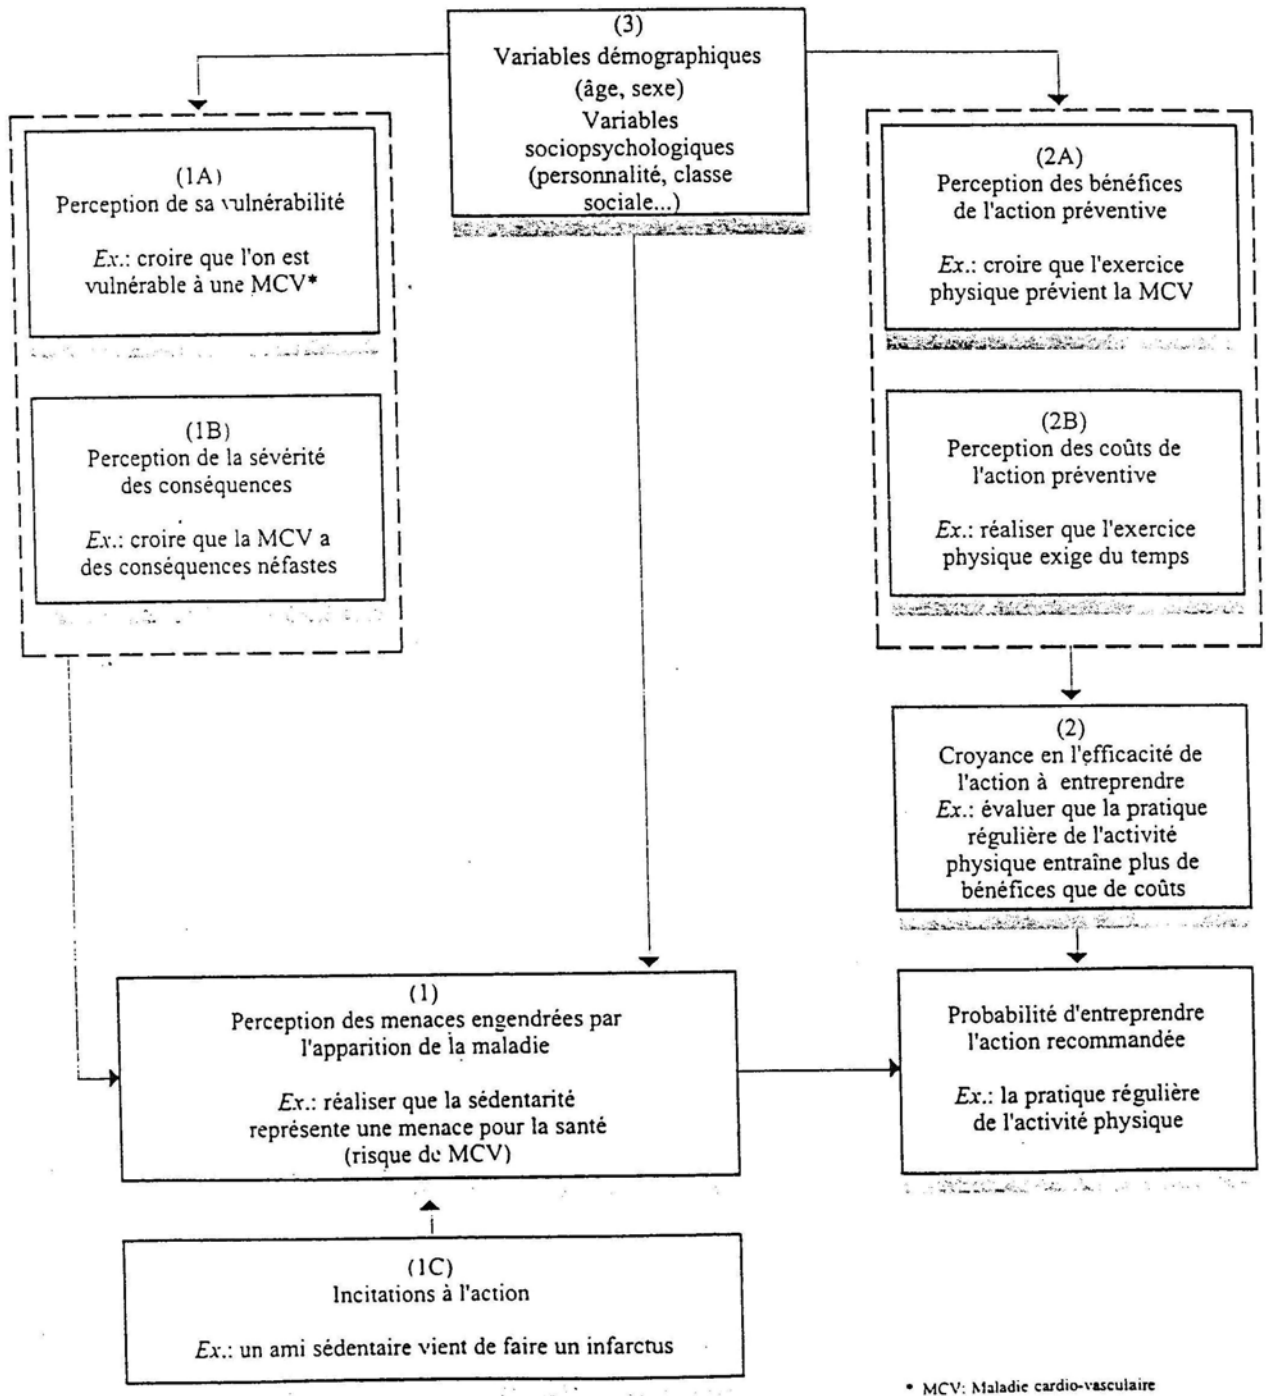 (3)
Variables démographiques
(âge, sexe)
Variables
sociopsychologiques
(personnalité, classe
sociale...)
(1A)
Perception de sa vulnérabilité
Ex.: croire que l'on est
vulnérable à une MCV*
(1B)
Perception de la sévérité
des conséquences
Ex.: croire que la MCV a
des conséquences néfastes
(2A)
Perception des bénéfices
de l'action préventive
Ex.: croire que l'exercice
physique prévient la MCV
(2B)
Perception des coûts de
l'action préventive
Ex.: réaliser que l'exercice
physique exige du temps
(2)
Croyance en l'efficacité de
l'action à entreprendre
Ex.: évaluer que la pratique
régulière de l'activité
physique entraîne plus de
bénéfices que de coûts
(1)
Perception des menaces engendrées par
l'apparition de la maladie
Ex.: réaliser que la sédentarité
représente une menace pour la santé
(risque de MCV)
Probabilité d'entreprendre
l'action recommandée
Ex.: la pratique régulière
de l'activité physique
(1C)
Incitations à l'action
Ex.: un ami sédentaire vient de faire un infarctus
* MCV: Maladie cardio-vasculaire